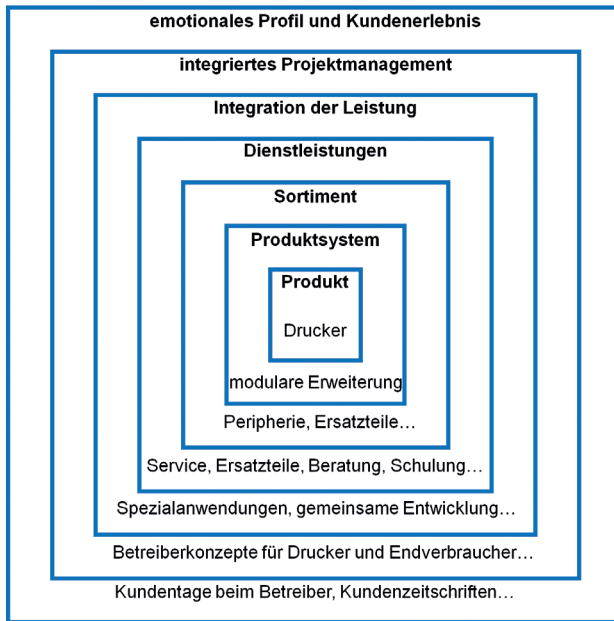 emotionales Profil und Kundenerlebnis
integriertes Projektmanagement
Integration der Leistung
Dienstleistungen
Sortiment
Produktsystem
Produkt
Drucker
modulare Erweiterung
Peripherie, Ersatzteile…
Service, Ersatzteile, Beratung, Schulung…
Spezialanwendungen, gemeinsame Entwicklung…
Betreiberkonzepte für Drucker und Endverbraucher…
Kundentage beim Betreiber, Kundenzeitschriften…